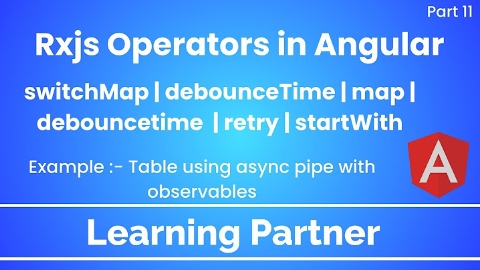 Part 11
Rxjs Operators in Angular
switchMap | debounceTime | map |
debouncetime | retry | startWith
Example :- Table using async pipe with
observables
A
Learning Partner